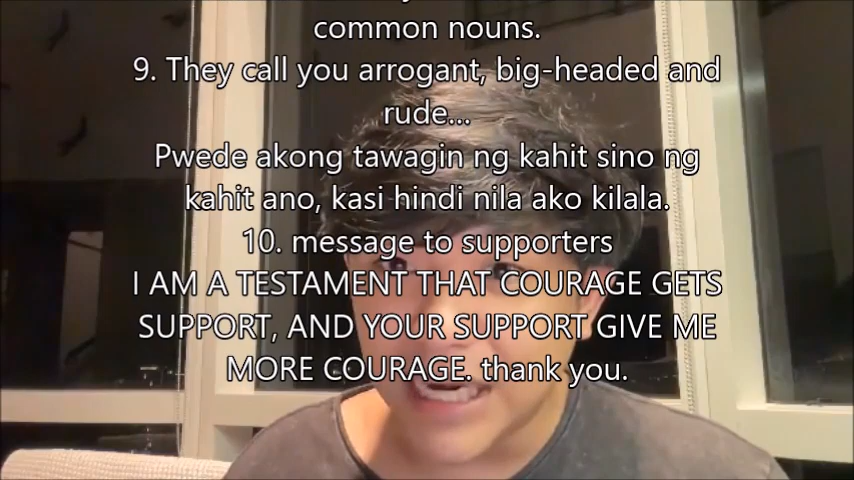 common nouns.
9. They call you arrogant, big-headed and
rude...
Pwede akong tawagin ng kahit sino ng
kahit ano, kasi hindi nila ako kilala.
10. message to supporters
I AM A TESTAMENT THAT COURAGE GETS
SUPPORT, AND YOUR SUPPORT GIVE ME
MORE COURAGE. thank you.